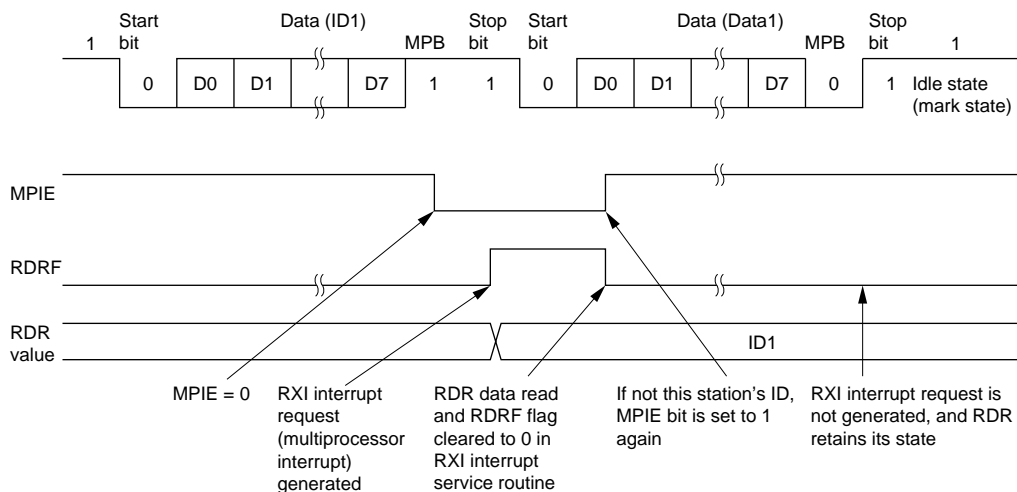 1
Start
bit
Data (ID1)
MPB
Stop
bit
Start
bit
Data (Data1)
MPB
Stop
bit
1
0
D0
D1
D7
1
1
0
D0
D1
D7
0
1
Idle state
(mark state)
MPIE
RDRF
RDR
value
ID1
MPIE = 0
RXI interrupt
request
(multiprocessor
interrupt)
generated
RDR data read
and RDRF flag
cleared to 0 in
RXI interrupt
service routine
If not this station's ID,
MPIE bit is set to 1
again
RXI interrupt request is
not generated, and RDR
retains its state